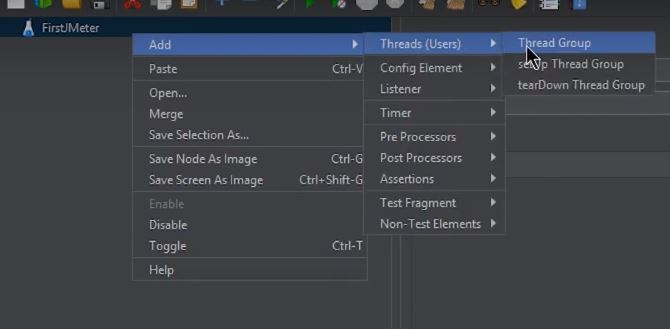 FirstJMeter
Add
Paste Ctrl-V
Open...
Merge
Save Selection As...
Save Node As Image Ctrl-G
Save Screen As Image Ctrl+Shift-G
Enable
Disable
Toggle Ctrl-T
Help
Threads (Users)
Config Element
Listener
Timer
Pre Processors
Post Processors
Assertions
Test Fragment
Non-Test Elements
Thread Group
Thread Group
tearDown Thread Group